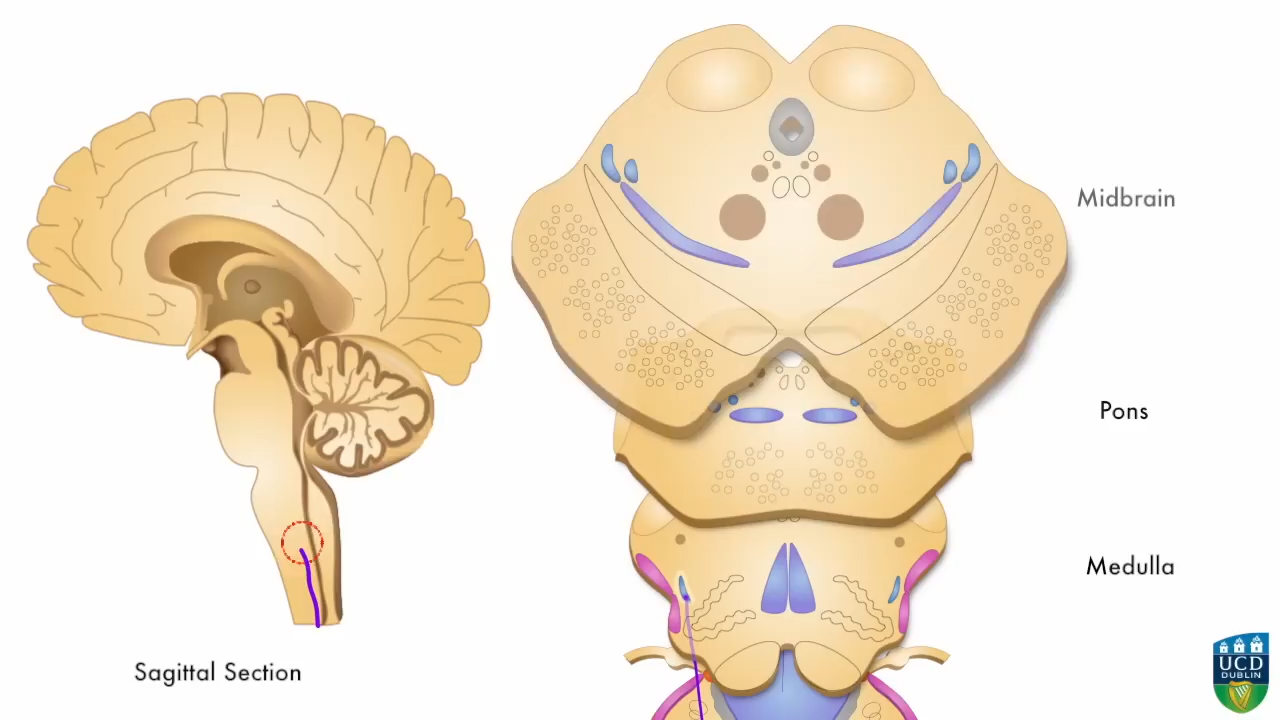 Midbrain
Pons
Medulla
Sagittal Section
UCD
DUBLIN